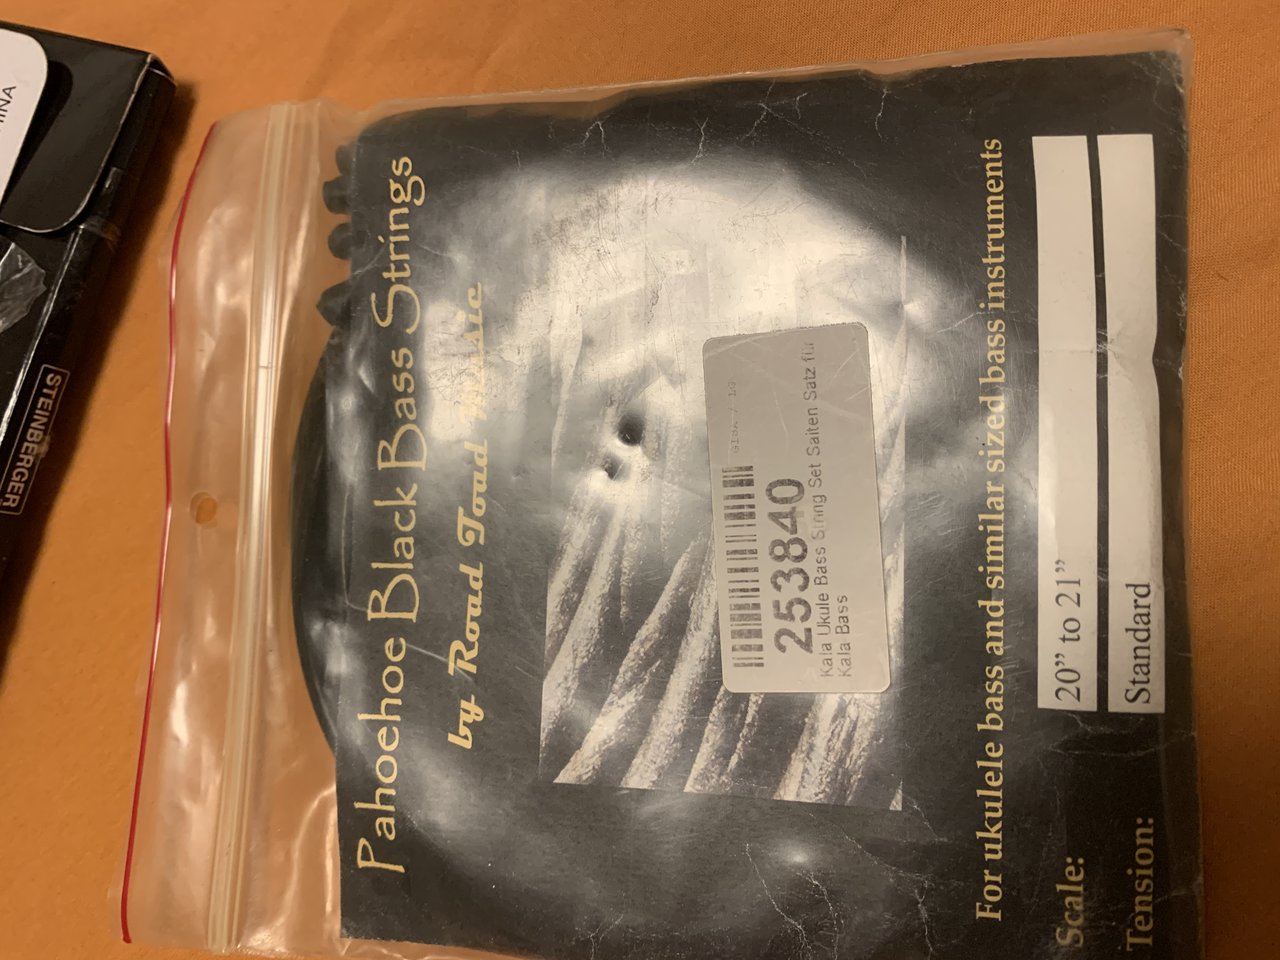 Pahoehoe Black Bass Strings
by Road Toad Music
253840
Kala Ukule Bass String Set Saiten Satz für
Kala Bass
For ukulele bass and similar sized bass instruments
Scale: 20” to 21”
Tension: Standard
STEINBERGER